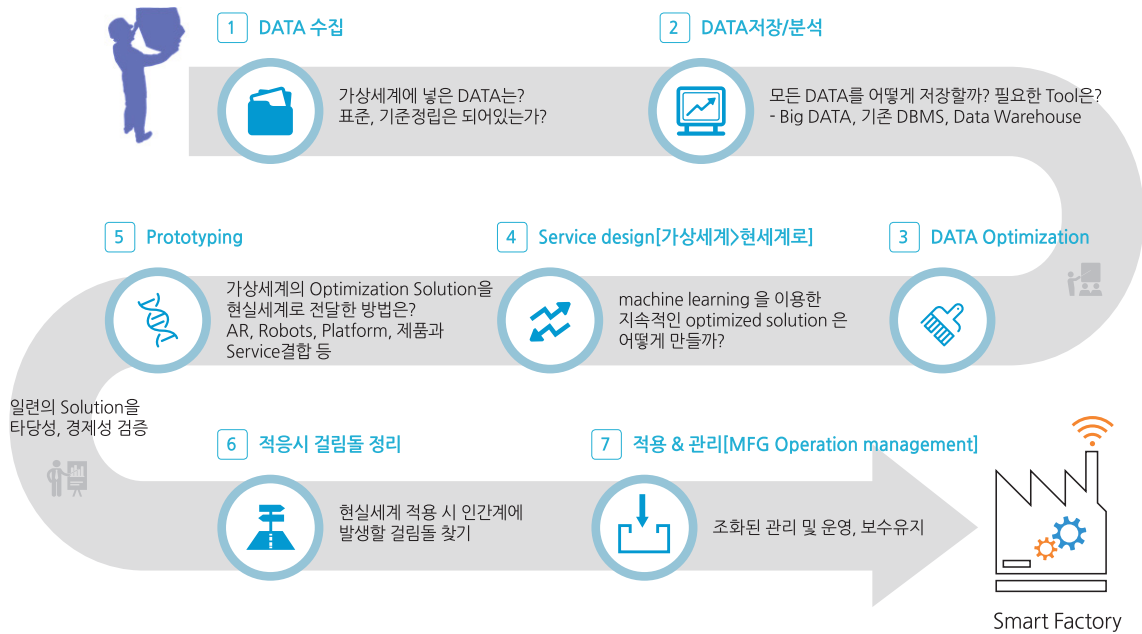 1 DATA 수집
가상세계에 넣은 DATA는?
표준, 기준정립은 되어있는가?
2 DATA저장/분석
모든 DATA를 어떻게 저장할까? 필요한 Tool은?
- Big DATA, 기존 DBMS, Data Warehouse
3 DATA Optimization
4 Service design[가상세계>현세계로]
machine learning 을 이용한
지속적인 optimized solution 은
어떻게 만들까?
5 Prototyping
가상세계의 Optimization Solution을
현실세계로 전달한 방법은?
AR, Robots, Platform, 제품과
Service결합 등
일련의 Solution을
타당성, 경제성 검증
6 적응시 걸림돌 정리
현실세계 적용 시 인간계에
발생할 걸림돌 찾기
7 적용 & 관리[MFG Operation management]
조화된 관리 및 운영, 보수유지
Smart Factory